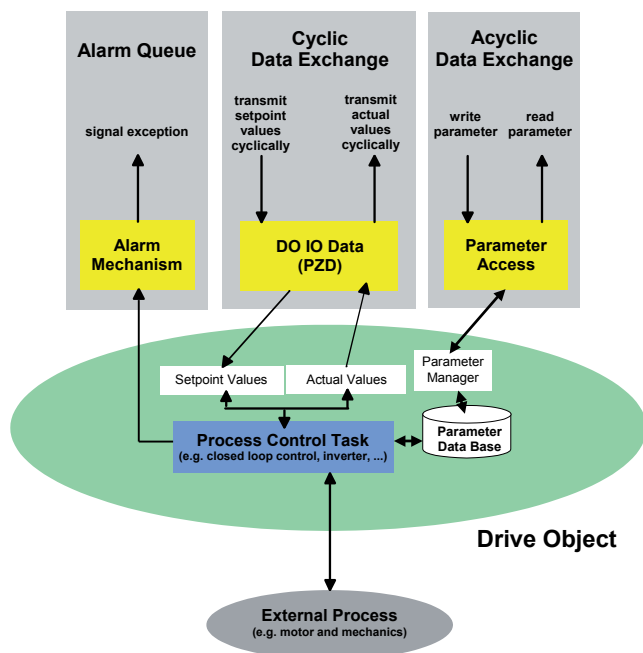 Alarm Queue
signal exception
Alarm
Mechanism
Cyclic
Data Exchange
transmit
setpoint
values
cyclically
transmit
actual
values
cyclically
DO IO Data
(PZD)
Acyclic
Data Exchange
write
parameter
read
parameter
Parameter
Access
Setpoint Values
Actual Values
Parameter
Manager
Process Control Task
(e.g. closed loop control, inverter, ...)
Parameter
Data Base
Drive Object
External Process
(e.g. motor and mechanics)